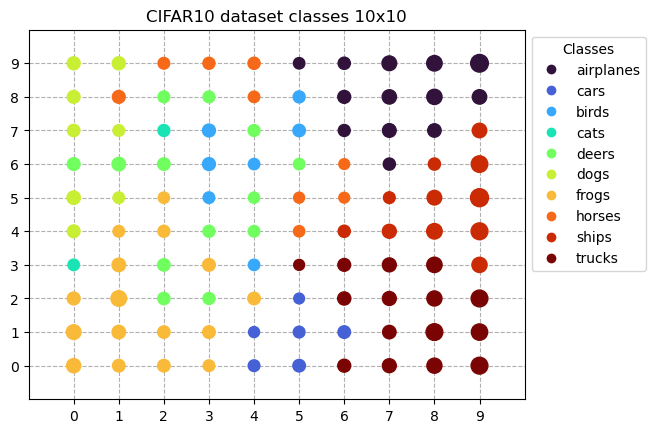 CIFAR10 dataset classes 10x10
9
8
7
6
5
4
3
2
1
0
0 1 2 3 4 5 6 7 8 9
Classes
airplanes
cars
birds
cats
deers
dogs
frogs
horses
ships
trucks